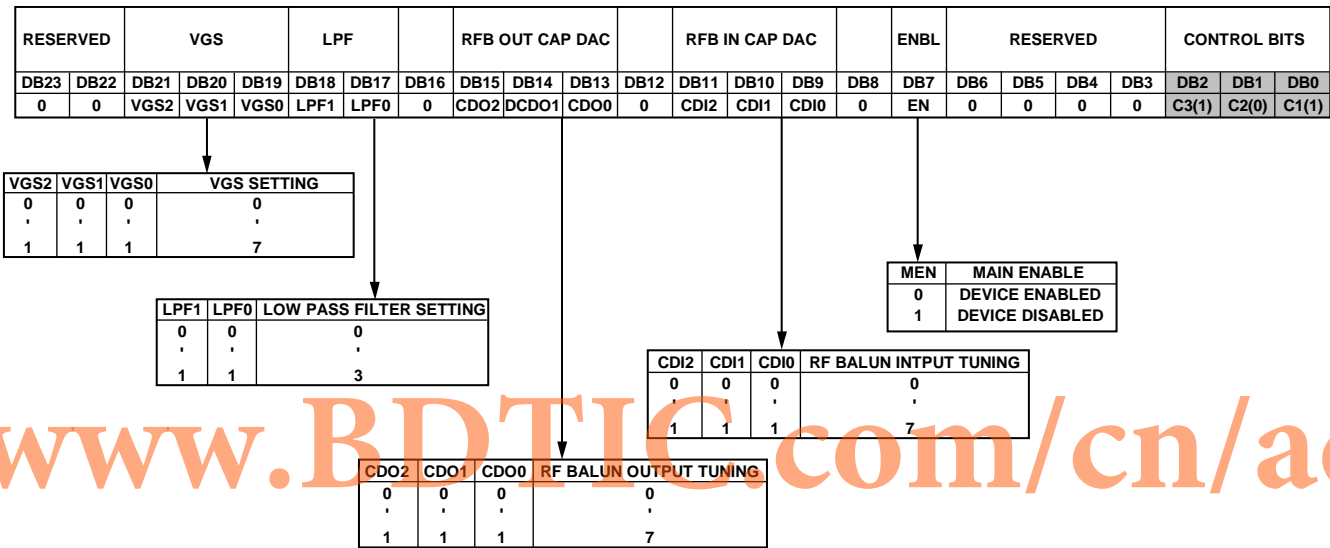 RESERVED VGS LPF RFB OUT CAP DAC RFB IN CAP DAC ENBL RESERVED CONTROL BITS
DB23 DB22 DB21 DB20 DB19 DB18 DB17 DB16 DB15 DB14 DB13 DB12 DB11 DB10 DB9 DB8 DB7 DB6 DB5 DB4 DB3 DB2 DB1 DB0
0 0 VGS2 VGS1 VGS0 LPF1 LPF0 0 CDO2 DCDO1 CDO0 0 CDI2 CDI1 CDI0 0 EN 0 0 0 0 C3(1) C2(0) C1(1)
VGS2 VGS1 VGS0 VGS SETTING
0 0 0 0
' ' ' '
1 1 1 7
MEN MAIN ENABLE
0 DEVICE ENABLED
1 DEVICE DISABLED
LPF1 LPF0 LOW PASS FILTER SETTING
0 0 0
' ' '
1 1 3
CDI2 CDI1 CDI0 RF BALUN INTPUT TUNING
0 0 0 0
' ' ' '
1 1 1 7
www.BDTIC.com/cn/ad
CDO2 CDO1 CDO0 RF BALUN OUTPUT TUNING
0 0 0 0
' ' ' '
1 1 1 7